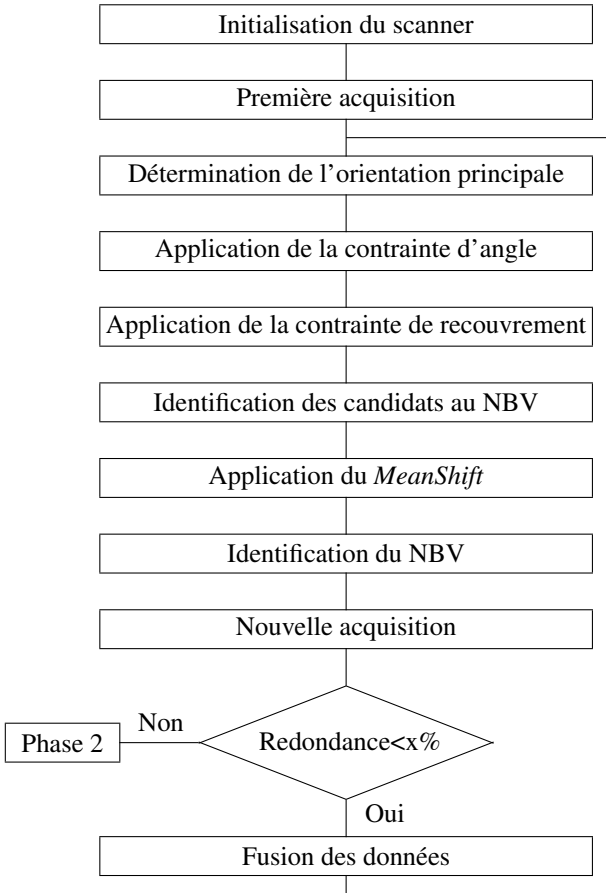 Initialisation du scanner
Première acquisition
Détermination de l'orientation principale
Application de la contrainte d'angle
Application de la contrainte de recouvrement
Identification des candidats au NBV
Application du MeanShift
Identification du NBV
Nouvelle acquisition
Non
Phase 2
Redondance<x%
Oui
Fusion des données